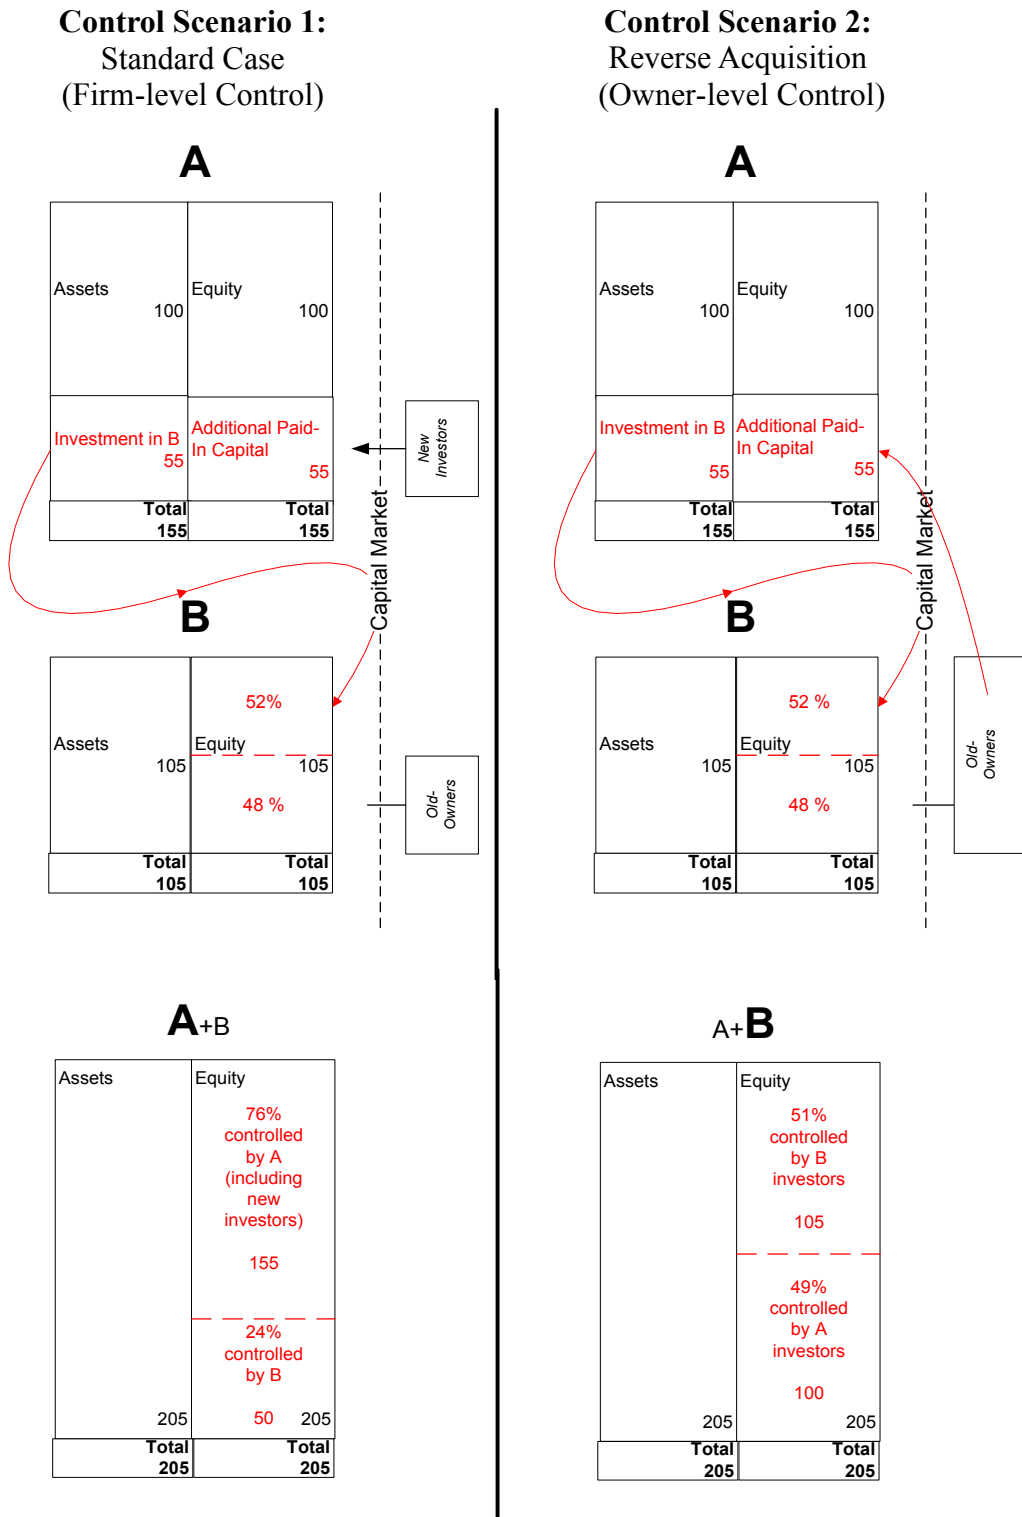 Control Scenario 1:
Standard Case
(Firm-level Control)
A
Assets
100
Equity
100
Investment in B
55
Additional Paid-
In Capital
55
Total
155
Total
155
New
Investors
Capital Market
B
Assets
105
52%
Equity
105
48 %
Total
105
Total
105
Old-
Owners
A+B
Assets
205
Equity
76%
controlled
by A
(including
new
investors)
155
24%
controlled
by B
50
205
Total
205
Total
205
Control Scenario 2:
Reverse Acquisition
(Owner-level Control)
A
Assets
100
Equity
100
Investment in B
55
Additional Paid-
In Capital
55
Total
155
Total
155
Capital Market
B
Assets
105
52 %
Equity
105
48 %
Total
105
Total
105
Old-
Owners
A+B
Assets
205
Equity
51%
controlled
by B
investors
105
49%
controlled
by A
investors
100
205
Total
205
Total
205